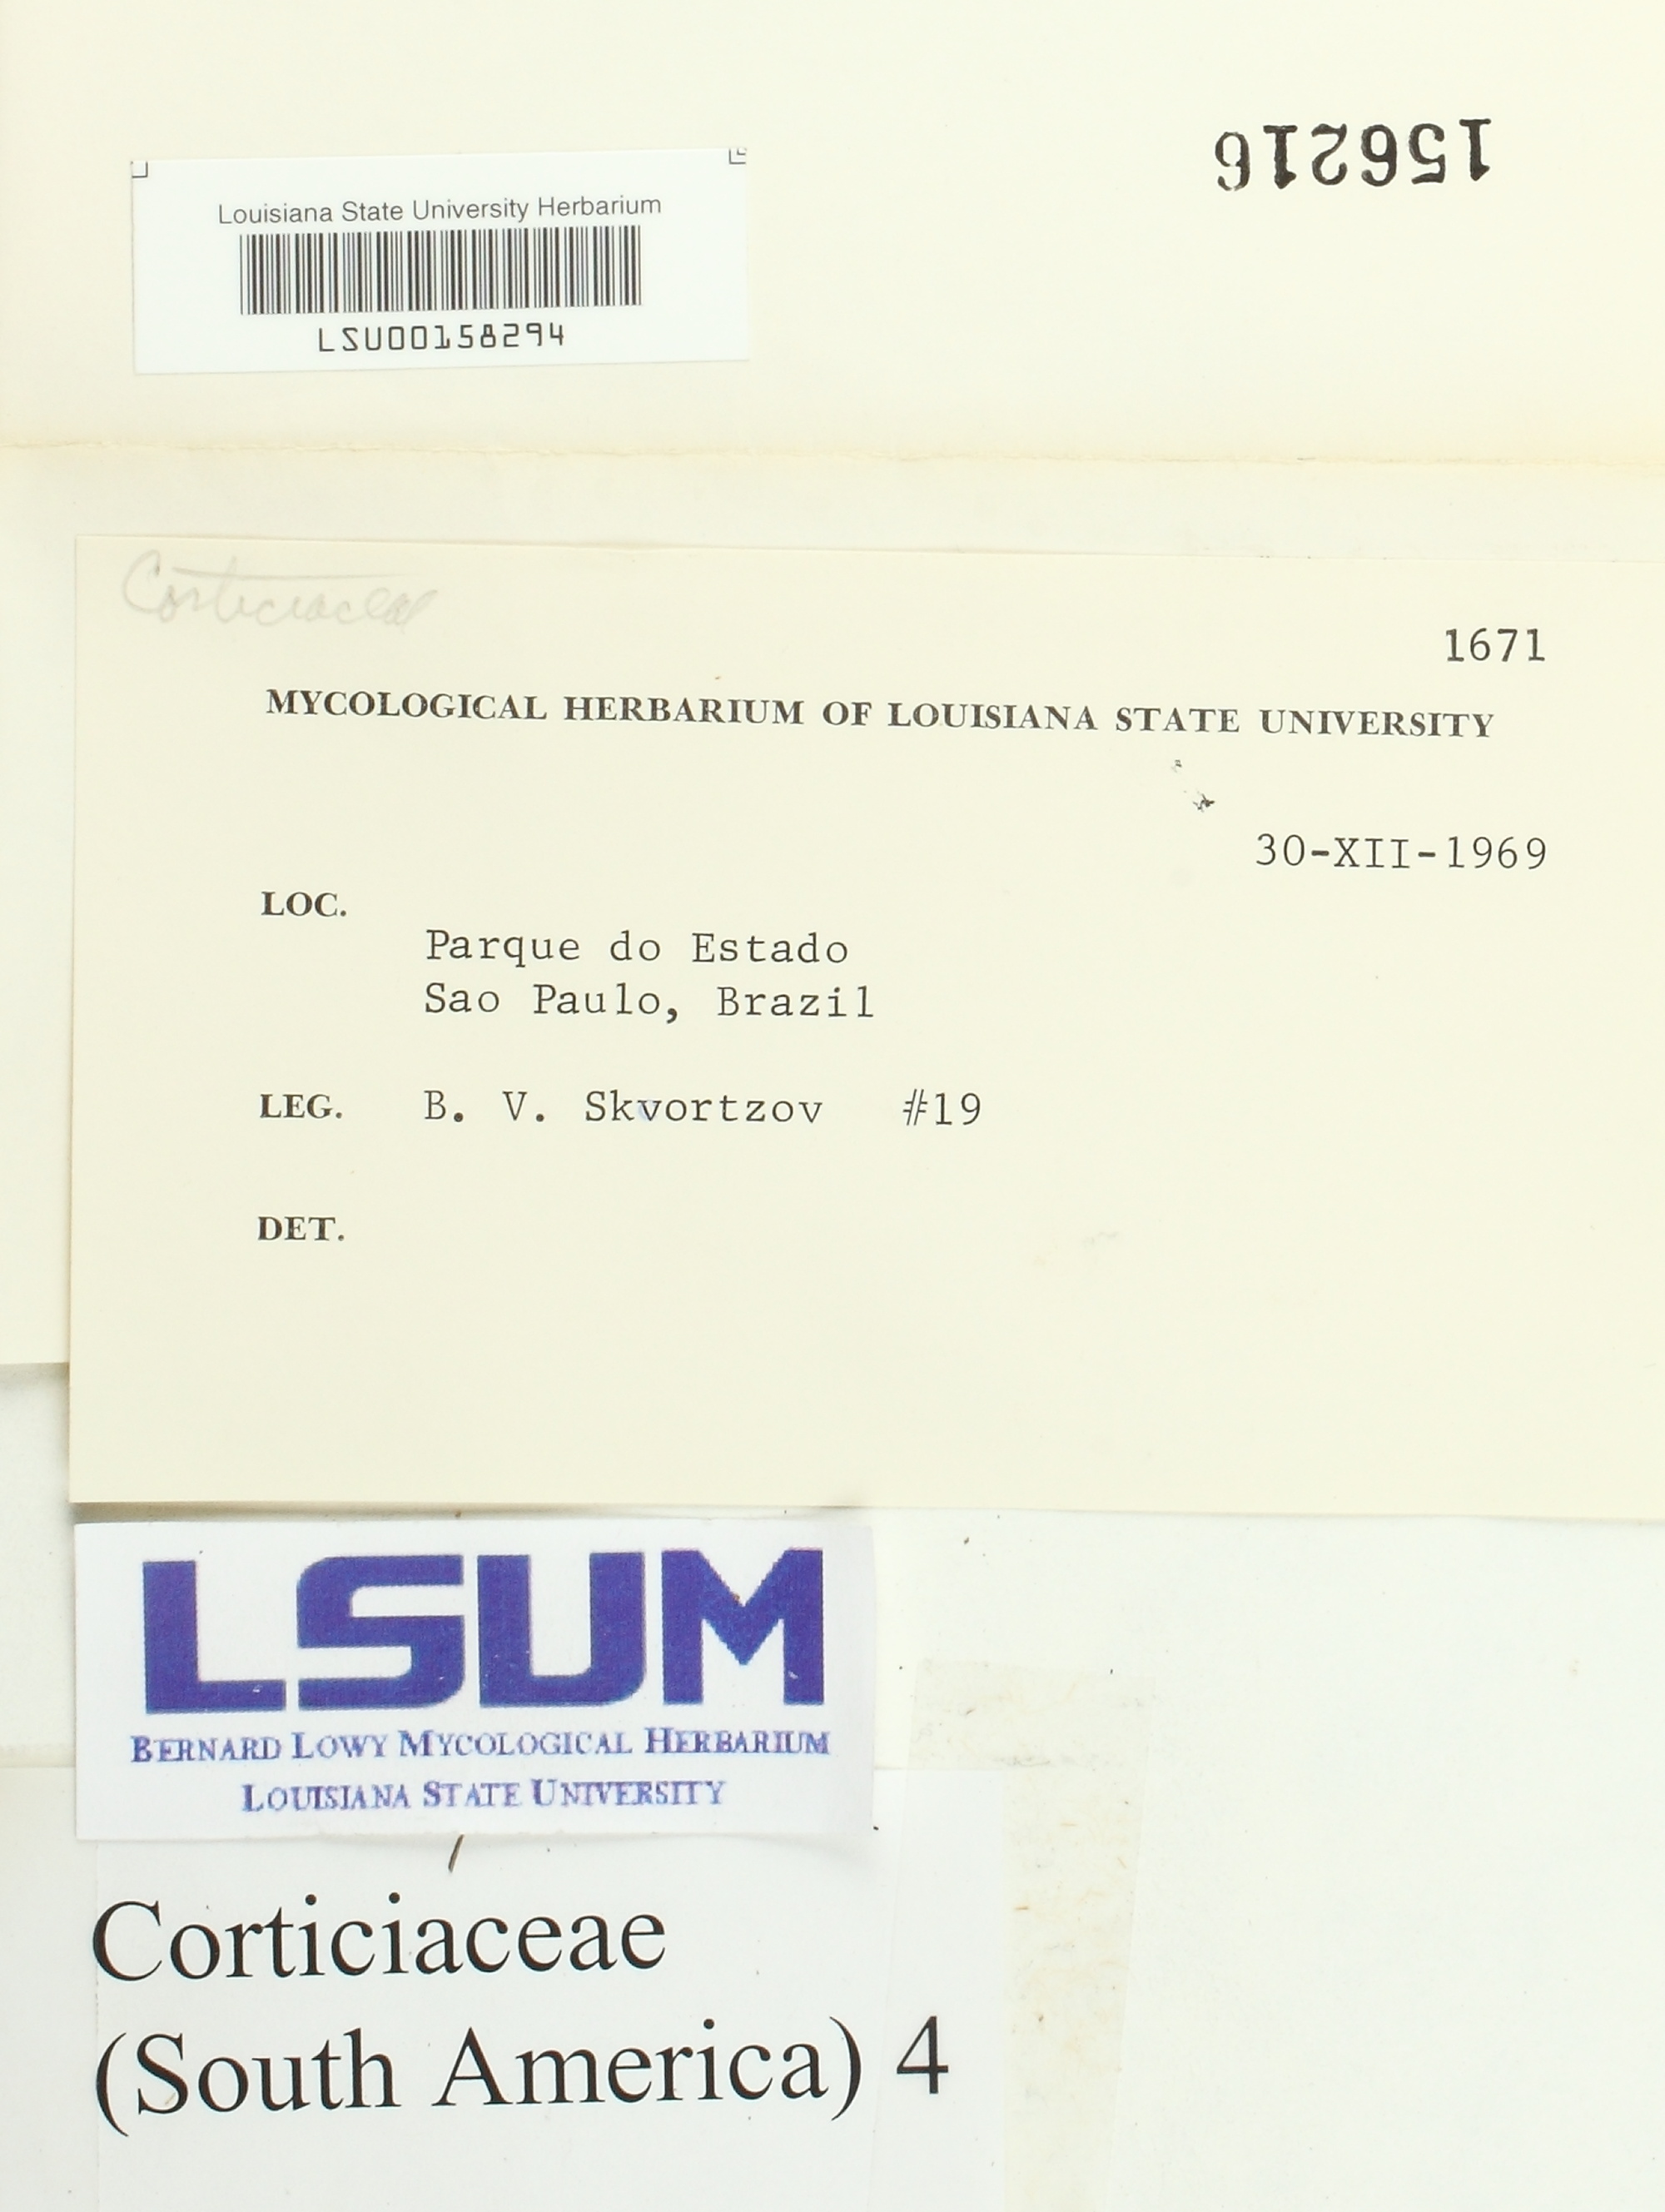 156216
Louisiana State University Herbarium
LSU00158294
Corticiaceae
1671
MYCOLOGICAL HERBARIUM OF LOUISIANA STATE UNIVERSITY
30-XII-1969
LOC.
Parque do Estado
Sao Paulo, Brazil
LEG. B. V. Skvortzov #19
DET.
LSUM
BERNARD LOWY MYCOLOGICAL HERBARIUM
LOUISIANA STATE UNIVERSITY
Corticiaceae
(South America) 4